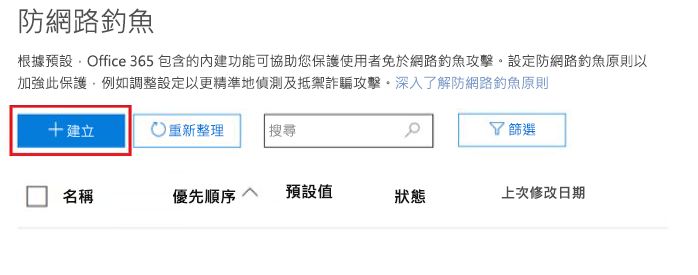 防網路釣魚
根據預設，Office 365 包含的內建功能可協助您保護使用者免於網路釣魚攻擊。設定防網路釣魚原則以
加強此保護，例如調整設定以更精準地偵測及抵禦詐騙攻擊。深入了解防網路釣魚原則
＋建立 重新整理 搜尋 篩選
名稱 優先順序 預設值 狀態 上次修改日期